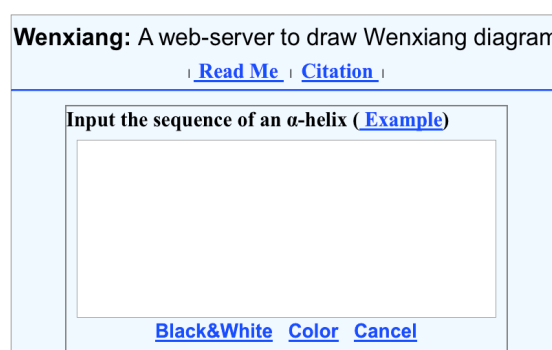 Wenxiang: A web-server to draw Wenxiang diagram
| Read Me | Citation |
Input the sequence of an α-helix ( Example)
Black&White Color Cancel